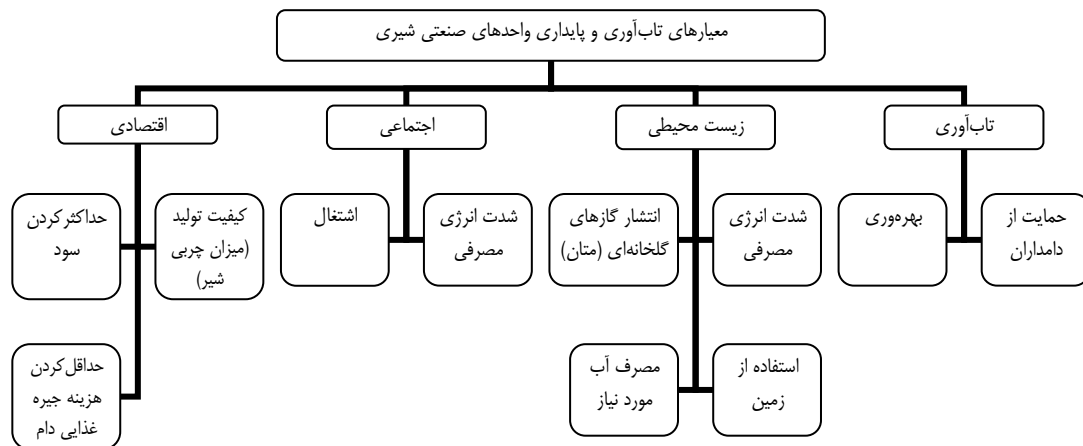 معیارهای تاب‌آوری و پایداری واحدهای صنعتی شیری
تاب‌آوری
زیست محیطی
اجتماعی
اقتصادی
حمایت از
دامداران
بهره‌وری
شدت انرژی
مصرفی
انتشار گازهای
گلخانه‌ای (متان)
شدت انرژی
مصرفی
اشتغال
کیفیت تولید
(میزان چربی
شیر)
حداکثر کردن
سود
استفاده از
زمین
مصرف آب
مورد نیاز
حداقل کردن
هزینه جیره
غذایی دام